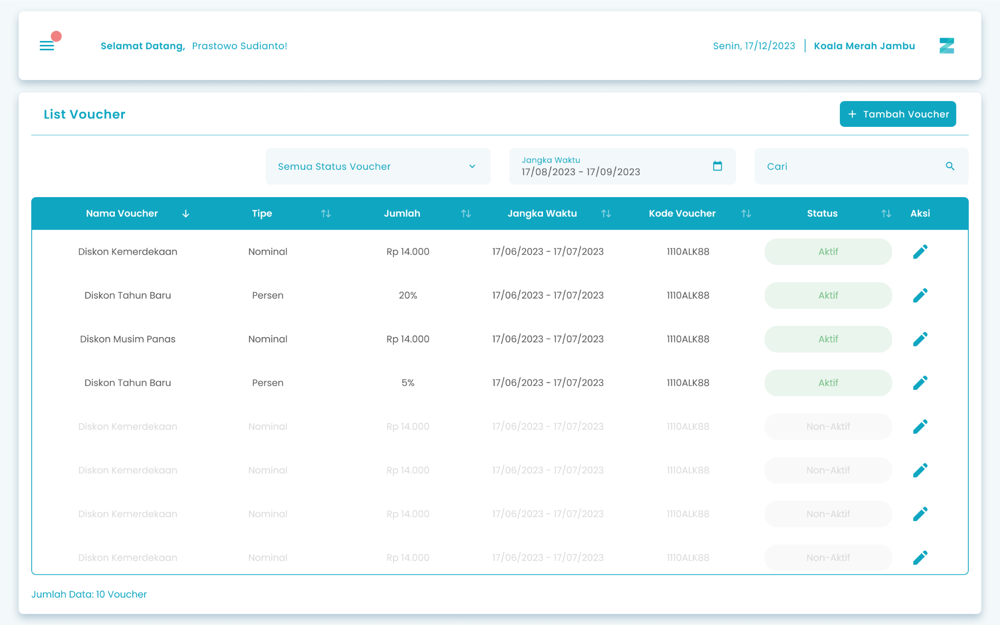 Selamat Datang, Prastowo Sudianto!
Senin, 17/12/2023 Koala Merah Jambu
List Voucher
+ Tambah Voucher
Semua Status Voucher
Jangka Waktu
17/08/2023 - 17/09/2023
Cari
Nama Voucher Tipe Jumlah Jangka Waktu Kode Voucher Status Aksi
Diskon Kemerdekaan Nominal Rp 14.000 17/06/2023 - 17/07/2023 1110ALK88 Aktif
Diskon Tahun Baru Persen 20% 17/06/2023 - 17/07/2023 1110ALK88 Aktif
Diskon Musim Panas Nominal Rp 14.000 17/06/2023 - 17/07/2023 1110ALK88 Aktif
Diskon Tahun Baru Persen 5% 17/06/2023 - 17/07/2023 1110ALK88 Aktif
Diskon Kemerdekaan Nominal Rp 14.000 17/06/2023 - 17/07/2023 1110ALK88 Non-Aktif
Diskon Kemerdekaan Nominal Rp 14.000 17/06/2023 - 17/07/2023 1110ALK88 Non-Aktif
Diskon Kemerdekaan Nominal Rp 14.000 17/06/2023 - 17/07/2023 1110ALK88 Non-Aktif
Diskon Kemerdekaan Nominal Rp 14.000 17/06/2023 - 17/07/2023 1110ALK88 Non-Aktif
Jumlah Data: 10 Voucher